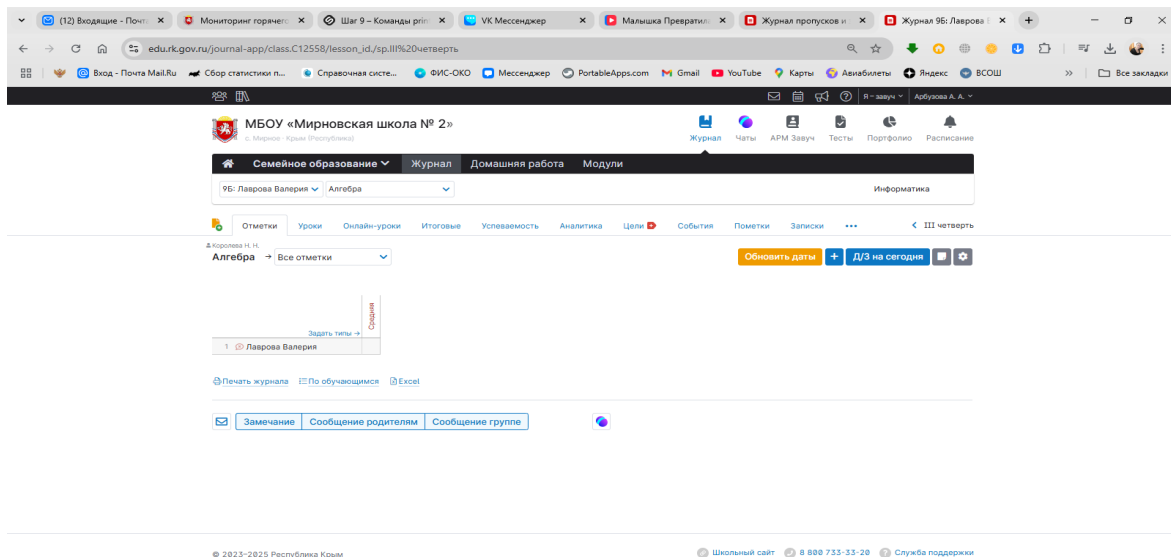 (12) Входящие - Почт
Мониторинг горячего
Шаг 9 – Команды prin
VK Мессенджер
Малышка Превратил
Журнал пропусков и
Журнал 9Б: Лаврова В
edu.rk.gov.ru/journal-app/class.C12558/lesson_id./sp.III%20четверть
Вход - Почта Mail.Ru Сбор статистики п... Справочная систе... ФИС-ОКО Мессенджер PortableApps.com Gmail YouTube Карты Авиабилеты Яндекс ВСОШ » Все закладки
Я – завуч Арбузова А. А.
МБОУ «Мирновская школа № 2»
с. Мирное · Крым (Республика)
Журнал Чаты АРМ Завуч Тесты Портфолио Расписание
Семейное образование Журнал Домашняя работа Модули
9Б: Лаврова Валерия Алгебра Информатика
Отметки Уроки Онлайн-уроки Итоговые Успеваемость Аналитика Цели События Пометки Записки ••• III четверть
Королева Н. Н.
Алгебра → Все отметки Обновить даты + Д/З на сегодня
Средняя
Задать типы →
1 Лаврова Валерия
Печать журнала По обучающимся Excel
Замечание Сообщение родителям Сообщение группе
© 2023–2025 Республика Крым Школьный сайт 8 800 733-33-20 Служба поддержки